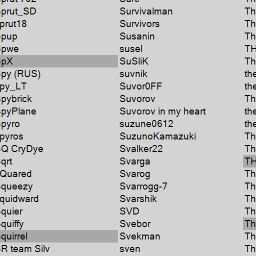 prut_SD Survivalman Th
prut18 Survivors Th
pup Susanin Th
pwe susel TH
pX SuSliK Th
py (RUS) suvnik the
py_LT Suvor0FF the
pybrick Suvorov Th
pyPlane Suvorov in my heart the
pyro suzune0612 the
pyros SuzunoKamazuki Th
Q CryDye Svalker22 Th
qrt Svarga TH
Quared Svarog Th
queezy Svarrogg-7 Th
quidward Svarshik Th
quier SVD Th
quiffy Svebor Th
quirrel Svekman Th
R team Silv sven Th